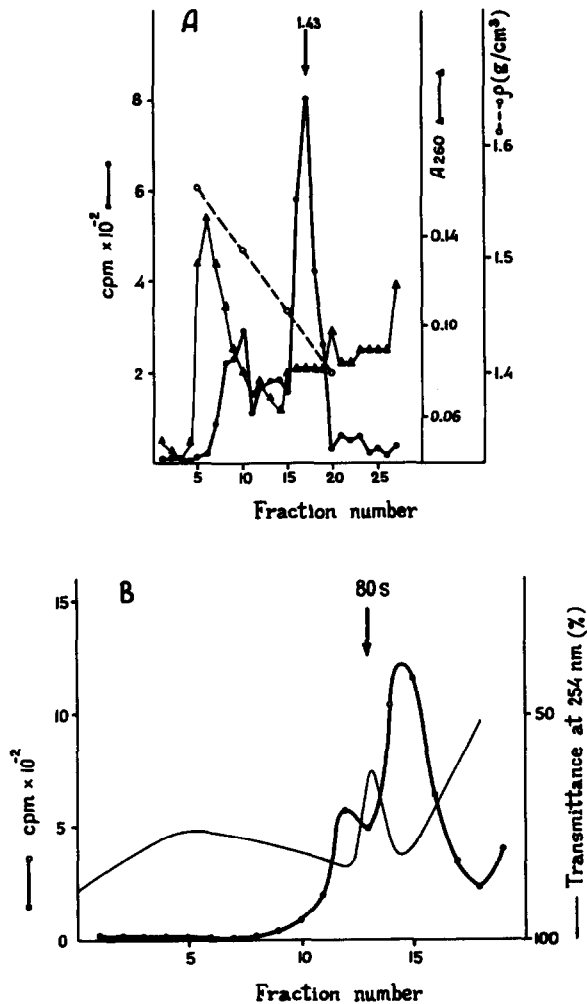 A
1.43
8
6
4
2
cpm × 10⁻²
A260
0.14
0.10
0.06
ρ(g/cm³)
1.6
1.5
1.4
5 10 15 20 25
Fraction number
B
80 S
15
10
5
0
cpm × 10⁻²
50
100
Transmittance at 254 nm (%)
5 10 15
Fraction number